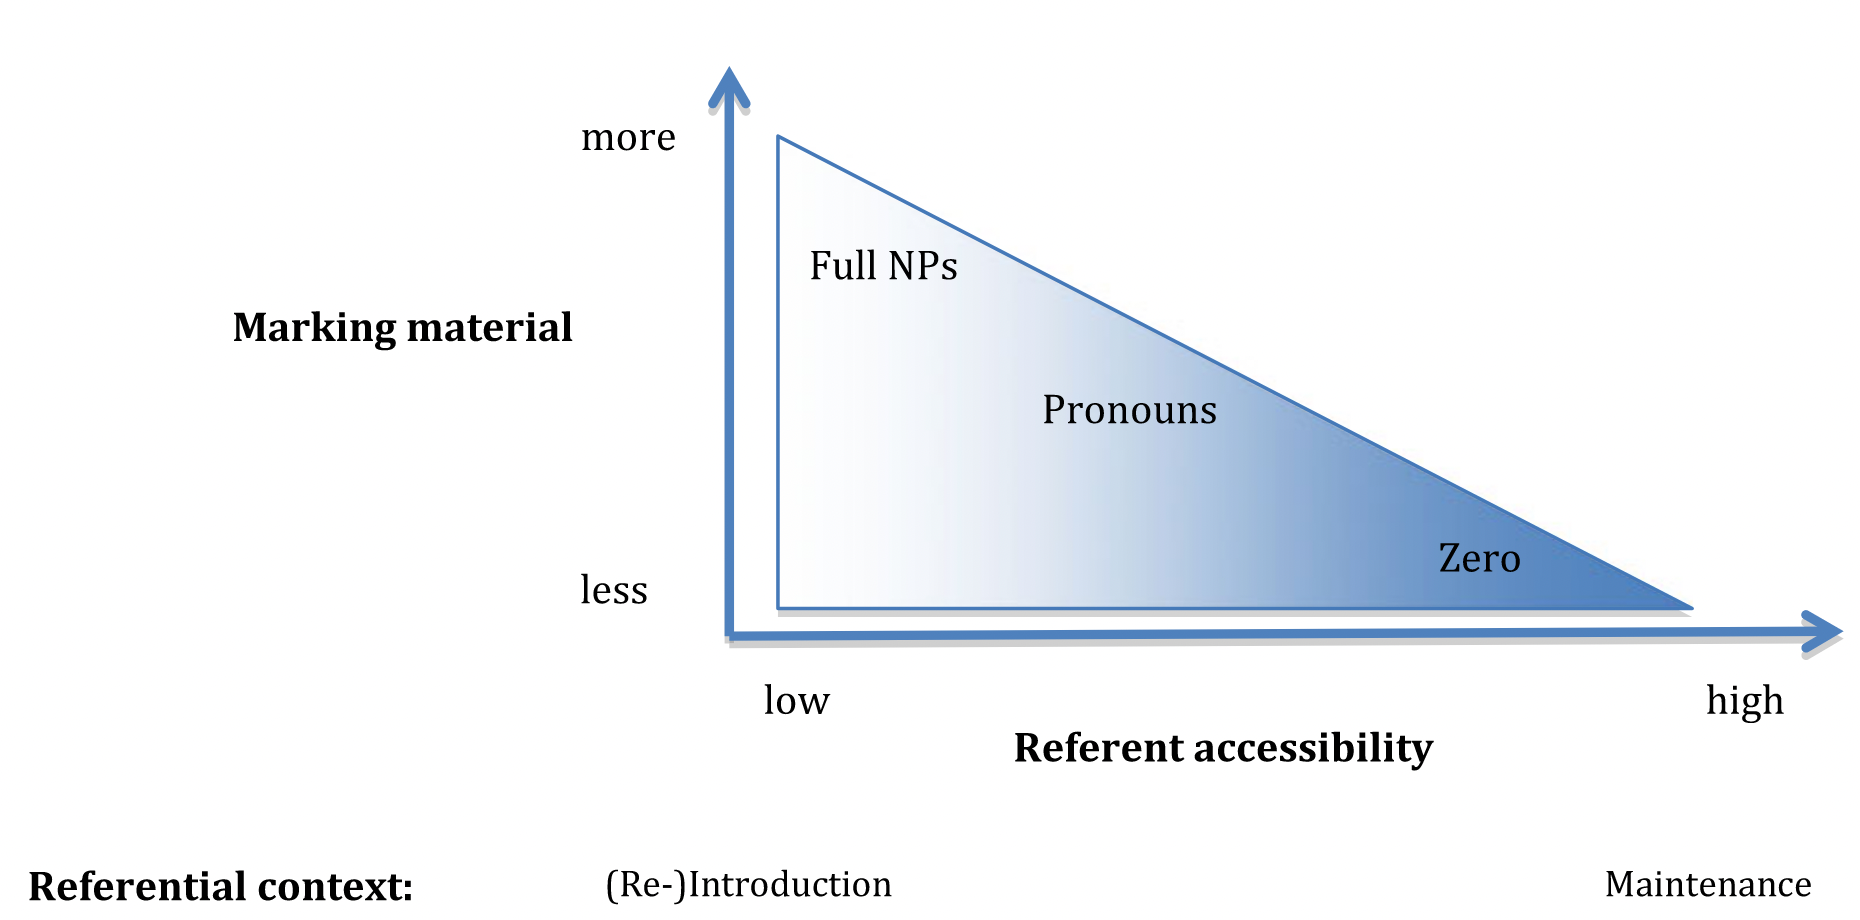 more
Full NPs
Marking material
Pronouns
Zero
less
low
high
Referent accessibility
Referential context: (Re-)Introduction Maintenance